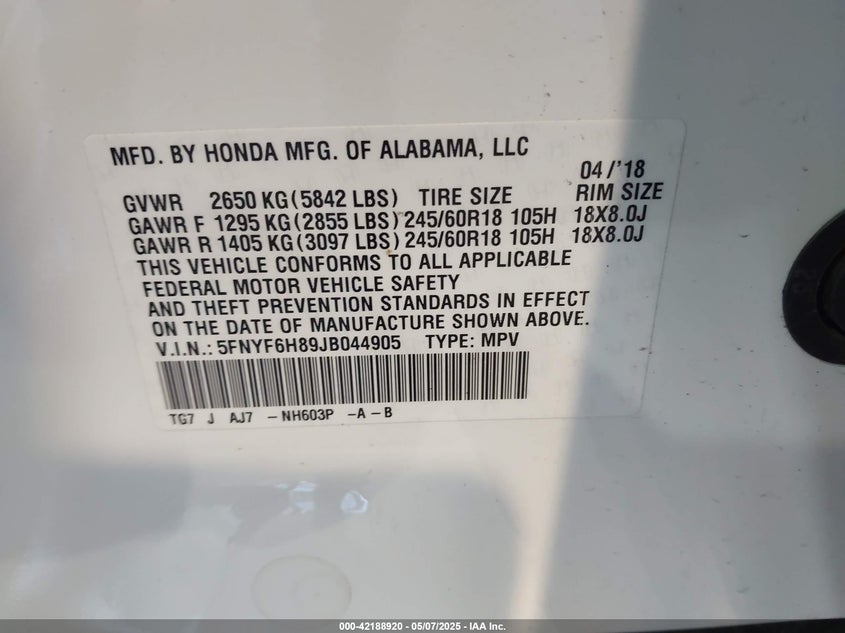 MFD. BY HONDA MFG. OF ALABAMA, LLC
04/'18
GVWR 2650 KG(5842 LBS) TIRE SIZE RIM SIZE
GAWR F 1295 KG(2855 LBS) 245/60R18 105H 18X8.0J
GAWR R 1405 KG(3097 LBS) 245/60R18 105H 18X8.0J
THIS VEHICLE CONFORMS TO ALL APPLICABLE
FEDERAL MOTOR VEHICLE SAFETY
AND THEFT PREVENTION STANDARDS IN EFFECT
ON THE DATE OF MANUFACTURE SHOWN ABOVE.
V.I.N.: 5FNYF6H89JB044905 TYPE: MPV
TG7 J AJ7 -NH603P -A-B
000-42188920 - 05/07/2025 - IAA Inc.